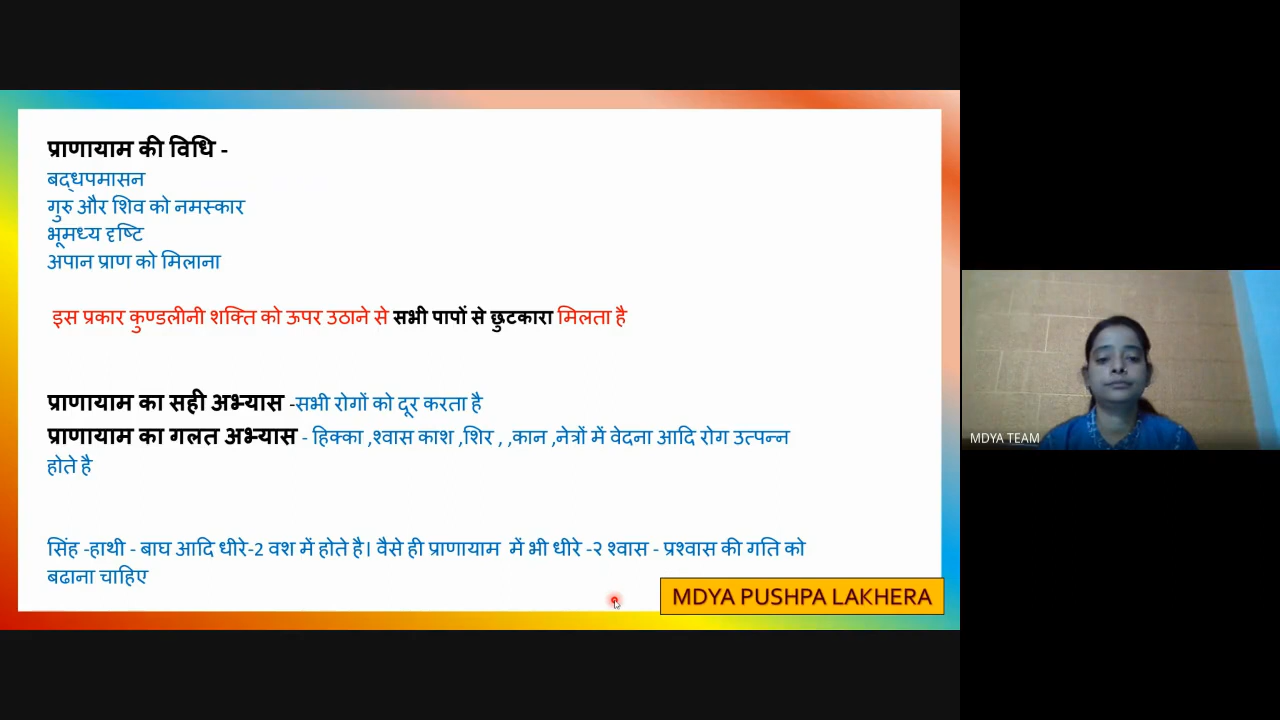 प्राणायाम की विधि -
बद्धपमासन
गुरु और शिव को नमस्कार
भूमध्य दृष्टि
अपान प्राण को मिलाना
इस प्रकार कुण्डलीनी शक्ति को ऊपर उठाने से सभी पापों से छुटकारा मिलता है
प्राणायाम का सही अभ्यास -सभी रोगों को दूर करता है
प्राणायाम का गलत अभ्यास - हिक्का ,श्वास काश ,शिर , ,कान ,नेत्रों में वेदना आदि रोग उत्पन्न
होते है
सिंह -हाथी - बाघ आदि धीरे-2 वश में होते है। वैसे ही प्राणायाम में भी धीरे -२ श्वास - प्रश्वास की गति को
बढाना चाहिए
MDYA PUSHPA LAKHERA
MDYA TEAM